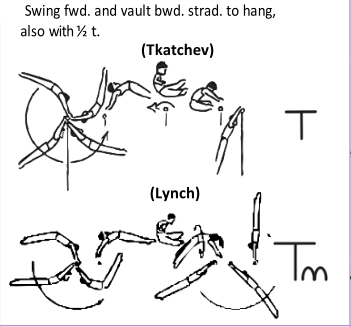 Swing fwd. and vault bwd. strad. to hang,
also with ½ t.
(Tkatchev)
T
(Lynch)
Tm